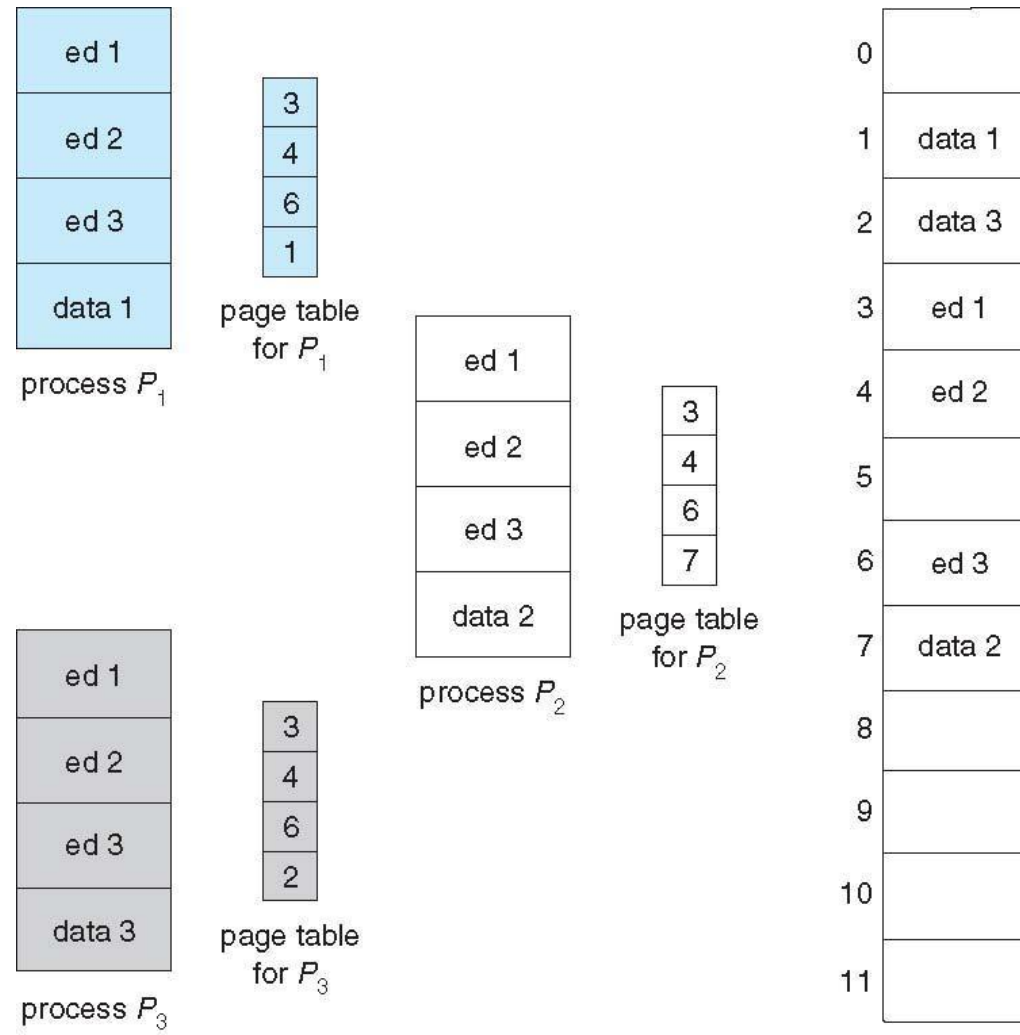 ed 1
ed 2
ed 3
data 1
process P1
3
4
6
1
page table
for P1
ed 1
ed 2
ed 3
data 2
process P2
3
4
6
7
page table
for P2
ed 1
ed 2
ed 3
data 3
process P3
3
4
6
2
page table
for P3
0
1 data 1
2 data 3
3 ed 1
4 ed 2
5
6 ed 3
7 data 2
8
9
10
11